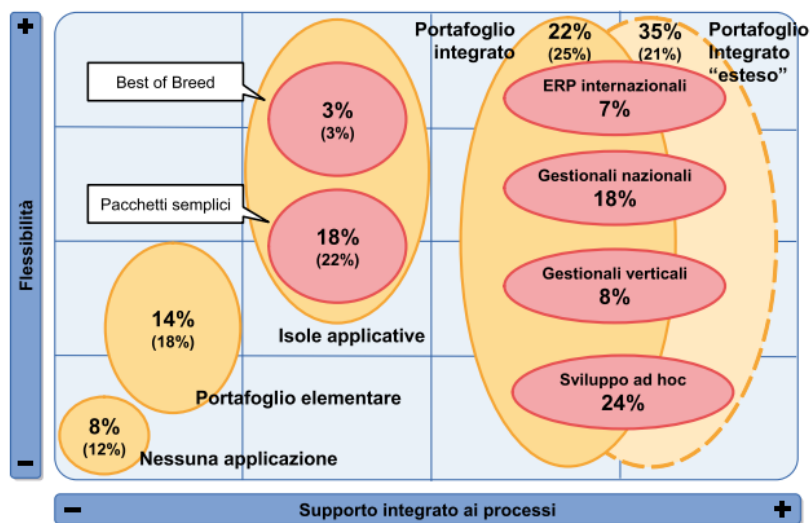 +
Flessibilità
−
Best of Breed
3%
(3%)
Pacchetti semplici
18%
(22%)
Isole applicative
14%
(18%)
Portafoglio elementare
8%
(12%)
Nessuna applicazione
Portafoglio
integrato
22%
(25%)
35%
(21%)
Portafoglio
Integrato
“esteso”
ERP internazionali
7%
Gestionali nazionali
18%
Gestionali verticali
8%
Sviluppo ad hoc
24%
−
Supporto integrato ai processi
+